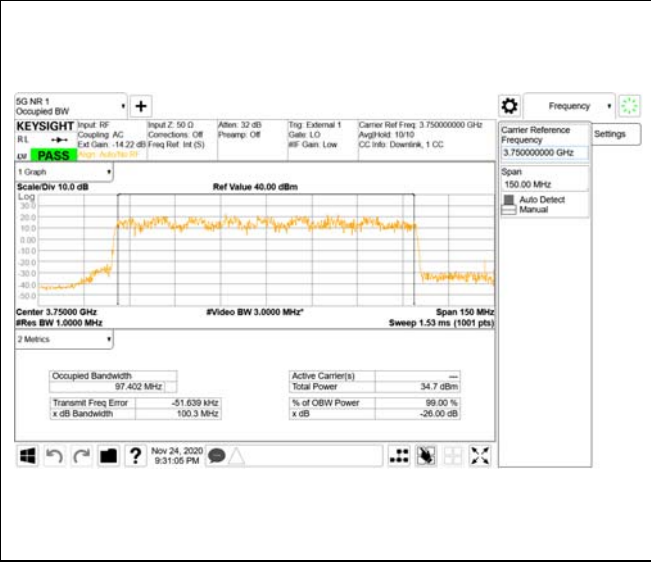 5G NR 1
Occupied BW
Frequency
Settings
KEYSIGHT
RL
PASS
Input: RF
Coupling: AC
Ext Gain: -14.22 dB
Align: Auto/No RF
Input Z: 50 Ω
Corrections: Off
Freq Ref: Int (S)
Atten: 32 dB
Preamp: Off
Trig: External 1
Gate: LO
#IF Gain: Low
Carrier Ref Freq: 3.750000000 GHz
Avg|Hold: 10/10
CC Info: Downlink, 1 CC
Carrier Reference
Frequency
3.750000000 GHz
Span
150.00 MHz
Auto Detect
Manual
1 Graph
Scale/Div 10.0 dB
Ref Value 40.00 dBm
Log
30.0
20.0
10.0
0.00
-10.0
-20.0
-30.0
-40.0
-50.0
Center 3.75000 GHz
#Video BW 3.0000 MHz*
Span 150 MHz
#Res BW 1.0000 MHz
Sweep 1.53 ms (1001 pts)
2 Metrics
Occupied Bandwidth
97.402 MHz
Transmit Freq Error -51.639 kHz
x dB Bandwidth 100.3 MHz
Active Carrier(s) —
Total Power 34.7 dBm
% of OBW Power 99.00 %
x dB -26.00 dB
Nov 24, 2020
9:31:05 PM